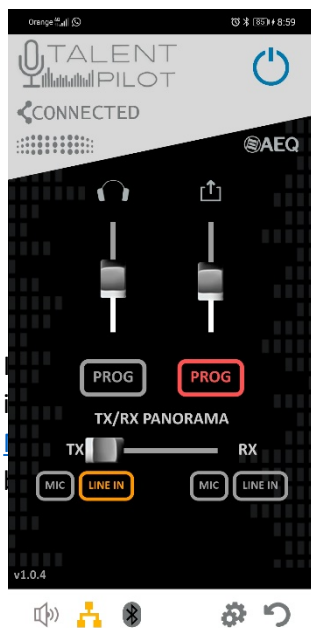 Orange 85 8:59
TALENT
PILOT
CONNECTED
AEQ
PROG PROG
TX/RX PANORAMA
TX RX
MIC LINE IN MIC LINE IN
v1.0.4